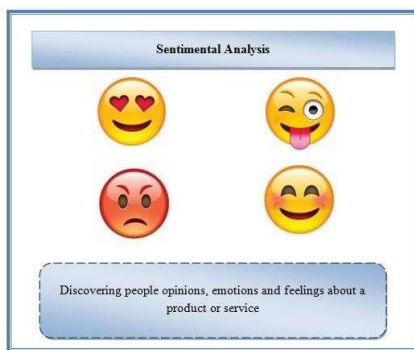 Sentimental Analysis
Discovering people opinions, emotions and feelings about a
product or service